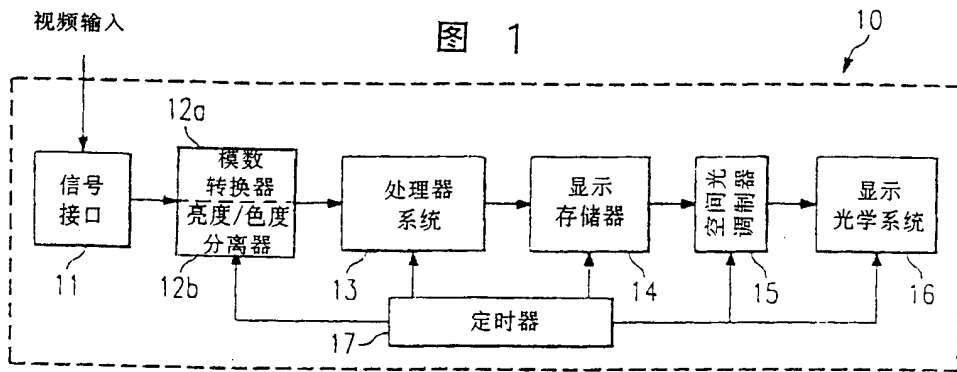 视频输入
图 1
10
12a
信号
接口
模数
转换器
亮度/色度
分离器
处理器
系统
显示
存储器
空间光
调制器
显示
光学系统
11
12b
13
14
15
16
17
定时器